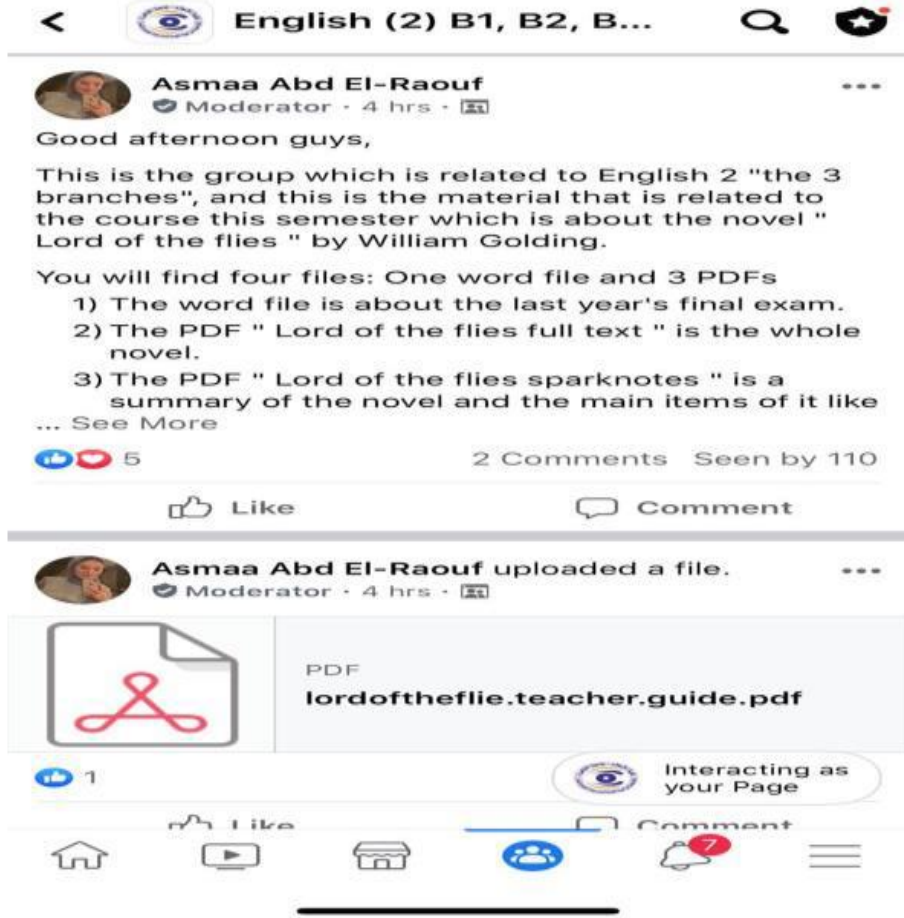 English (2) B1, B2, B...
Asmaa Abd El-Raouf
Moderator · 4 hrs ·
Good afternoon guys,
This is the group which is related to English 2 "the 3
branches", and this is the material that is related to
the course this semester which is about the novel "
Lord of the flies " by William Golding.
You will find four files: One word file and 3 PDFs
1) The word file is about the last year's final exam.
2) The PDF " Lord of the flies full text " is the whole
novel.
3) The PDF " Lord of the flies sparknotes " is a
summary of the novel and the main items of it like
... See More
5 2 Comments Seen by 110
Like Comment
Asmaa Abd El-Raouf uploaded a file.
Moderator · 4 hrs ·
PDF
lordoftheflie.teacher.guide.pdf
1
Interacting as
your Page
Like Comment
7